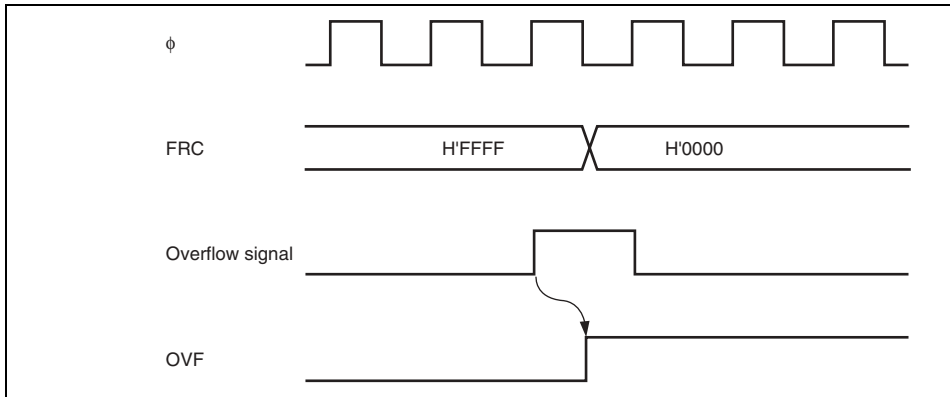 ϕ
FRC H'FFFF H'0000
Overflow signal
OVF